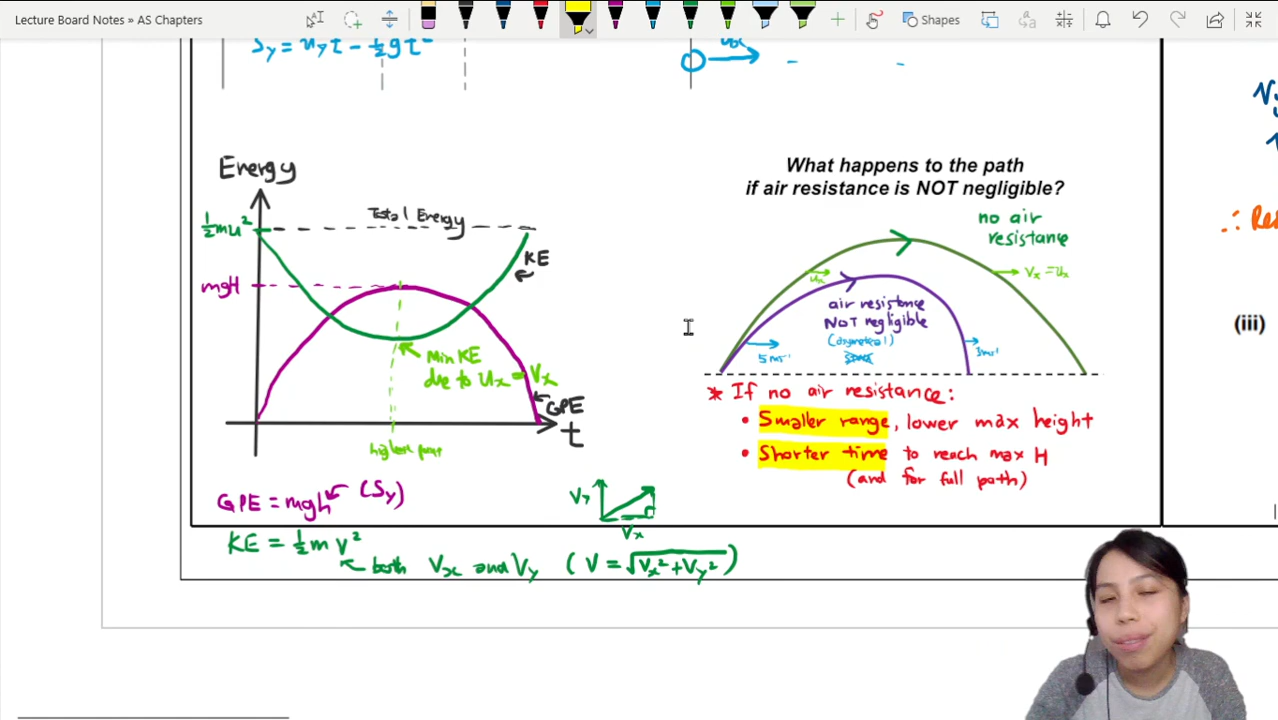 Lecture Board Notes » AS Chapters
Shapes
Sy = uyt - ½gt²
Energy
½mu²
Total Energy
KE
mgH
Min KE
due to Ux = Vx
GPE
t
highest point
GPE = mgh (Sy)
KE = ½mv²
both Vx and Vy (V = √Vx²+Vy²)
Vy
Vx
What happens to the path
if air resistance is NOT negligible?
no air
resistance
ux
Vx = Ux
air resistance
NOT negligible
5ms⁻¹
3ms⁻¹
* If no air resistance:
• Smaller range, lower max height
• Shorter time to reach max H
(and for full path)
(iii)